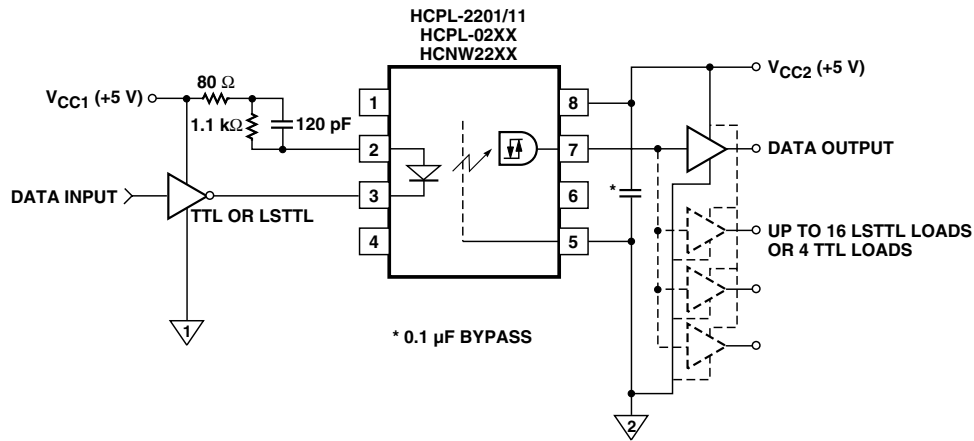 HCPL-2201/11
HCPL-02XX
HCNW22XX
VCC1 (+5 V)
80 Ω
1.1 kΩ
120 pF
1
2
3
4
8
7
6
5
VCC2 (+5 V)
DATA INPUT
TTL OR LSTTL
*
DATA OUTPUT
UP TO 16 LSTTL LOADS
OR 4 TTL LOADS
1
* 0.1 µF BYPASS
2